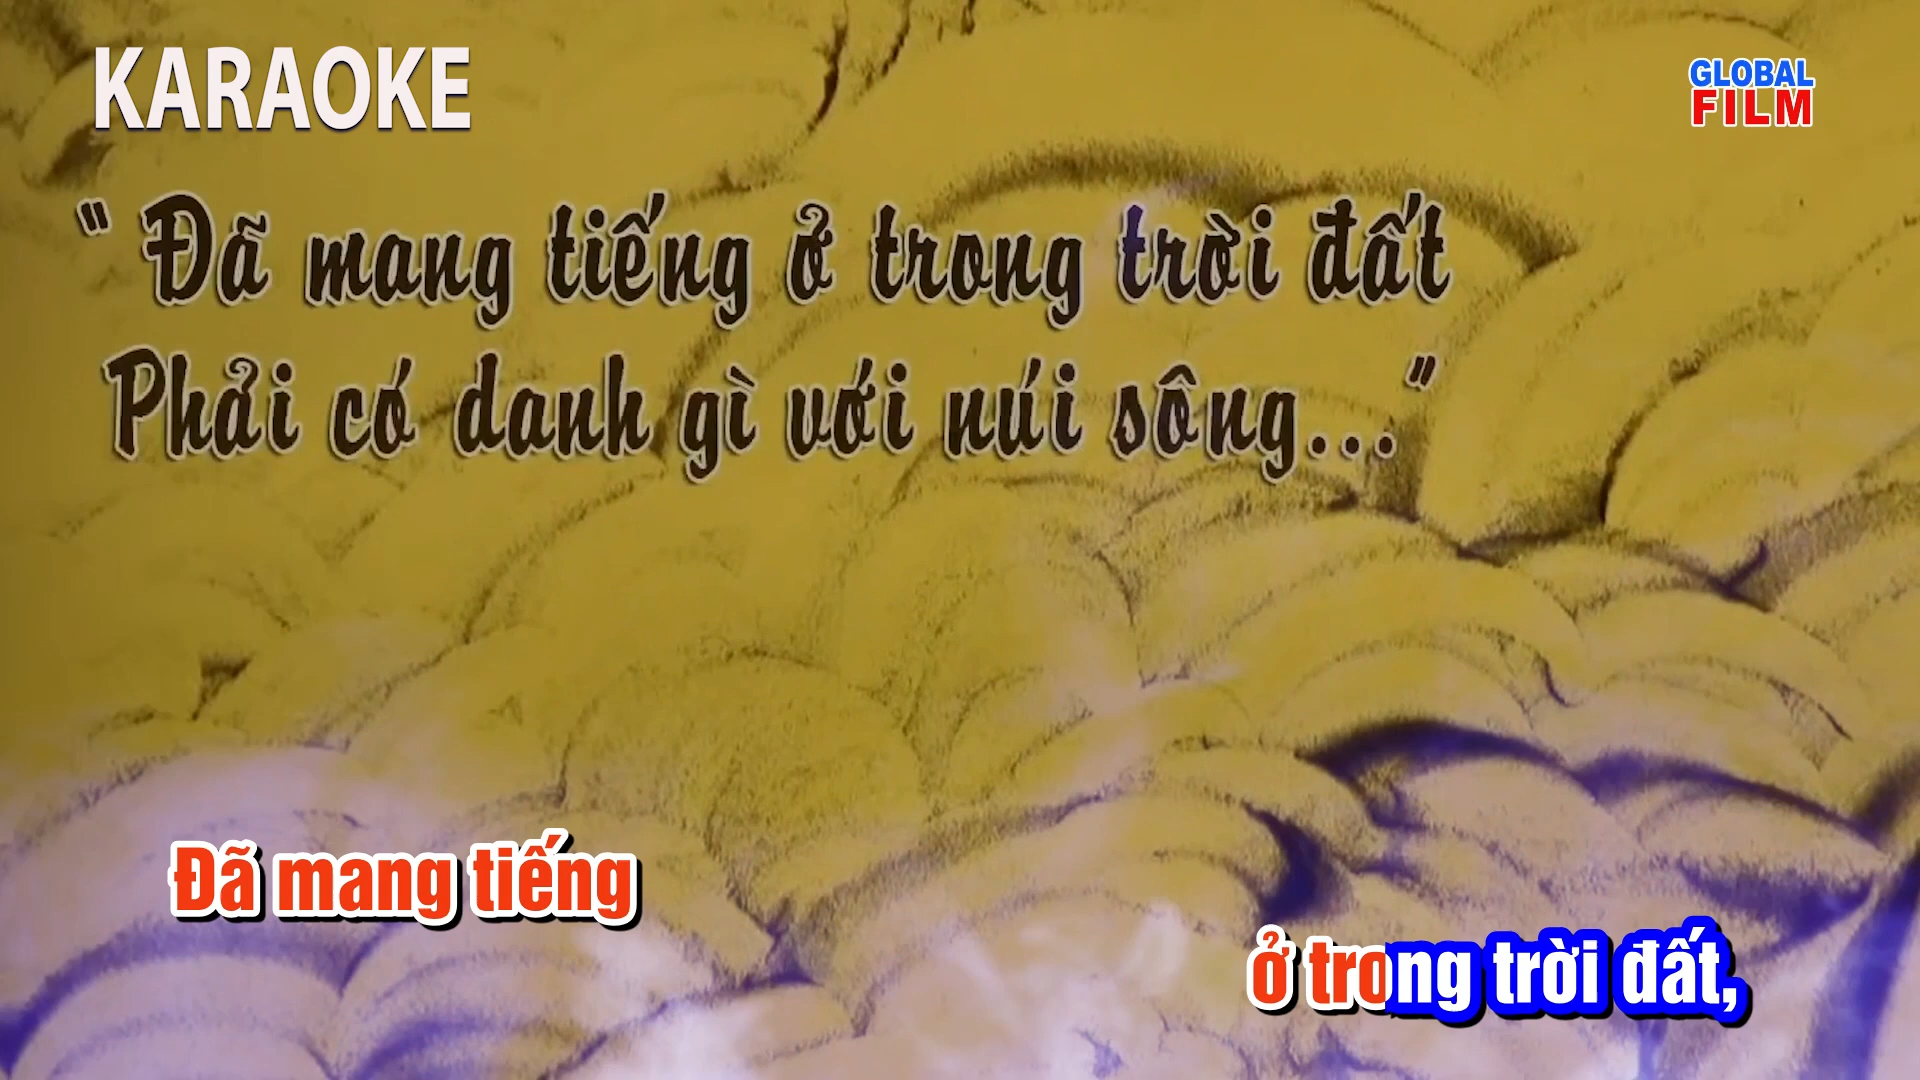 KARAOKE
GLOBAL
FILM
“ Đã mang tiếng ở trong trời đất
Phải có danh gì với núi sông...”
Đã mang tiếng
ở trong trời đất,